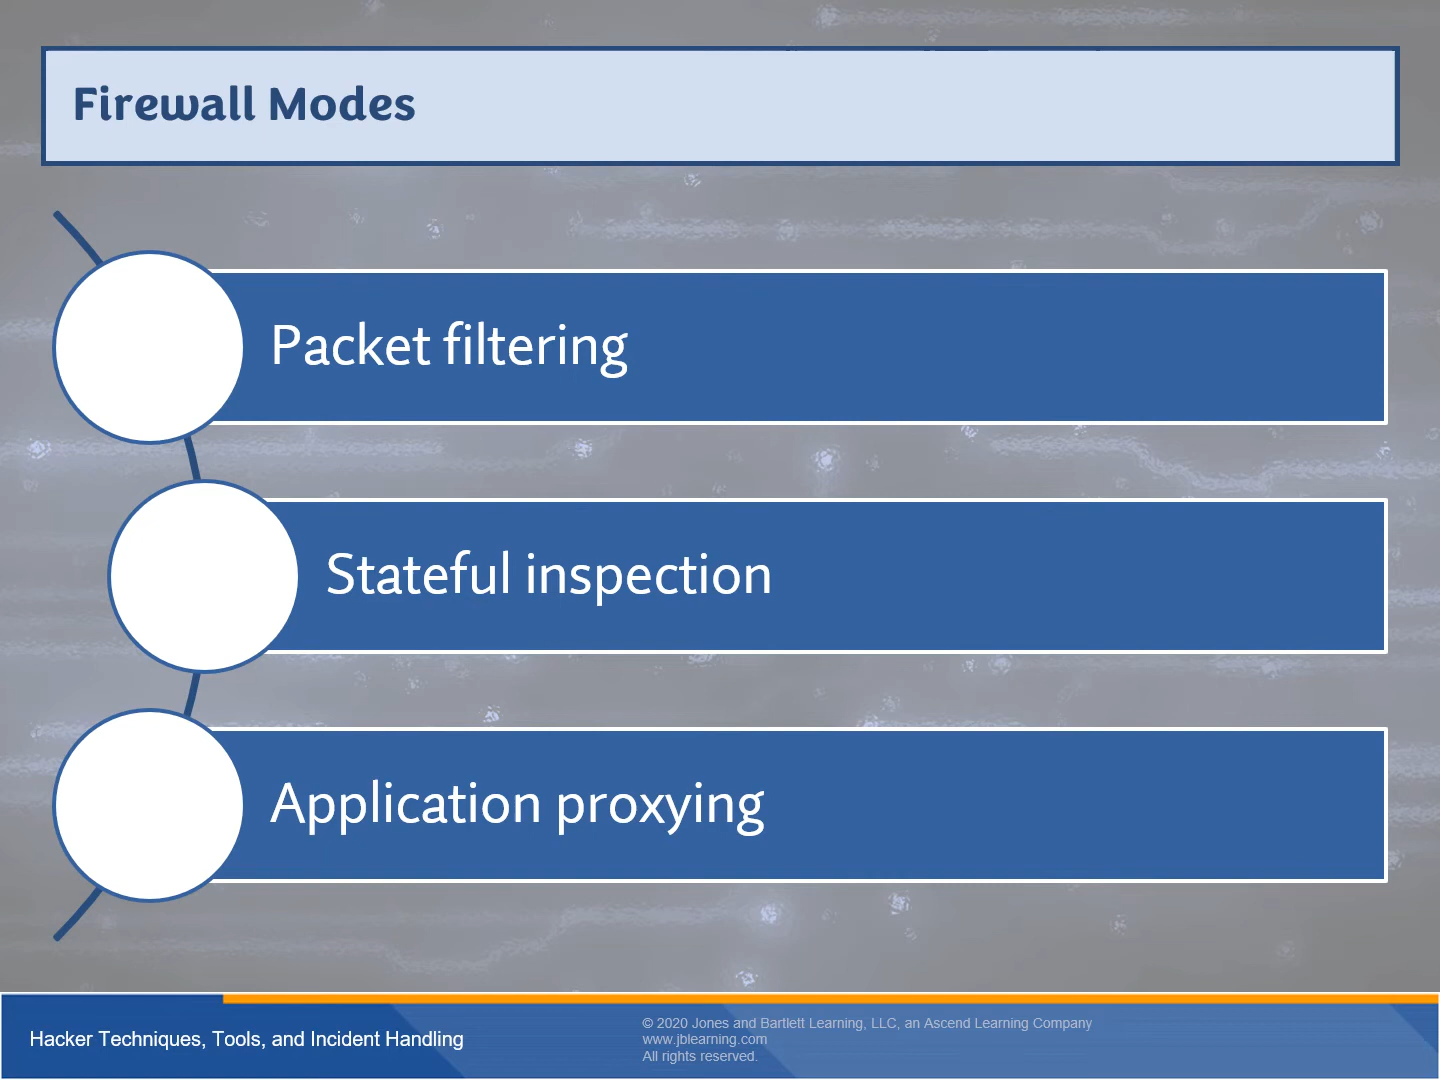 Firewall Modes
Packet filtering
Stateful inspection
Application proxying
Hacker Techniques, Tools, and Incident Handling
© 2020 Jones and Bartlett Learning, LLC, an Ascend Learning Company
www.jblearning.com
All rights reserved.